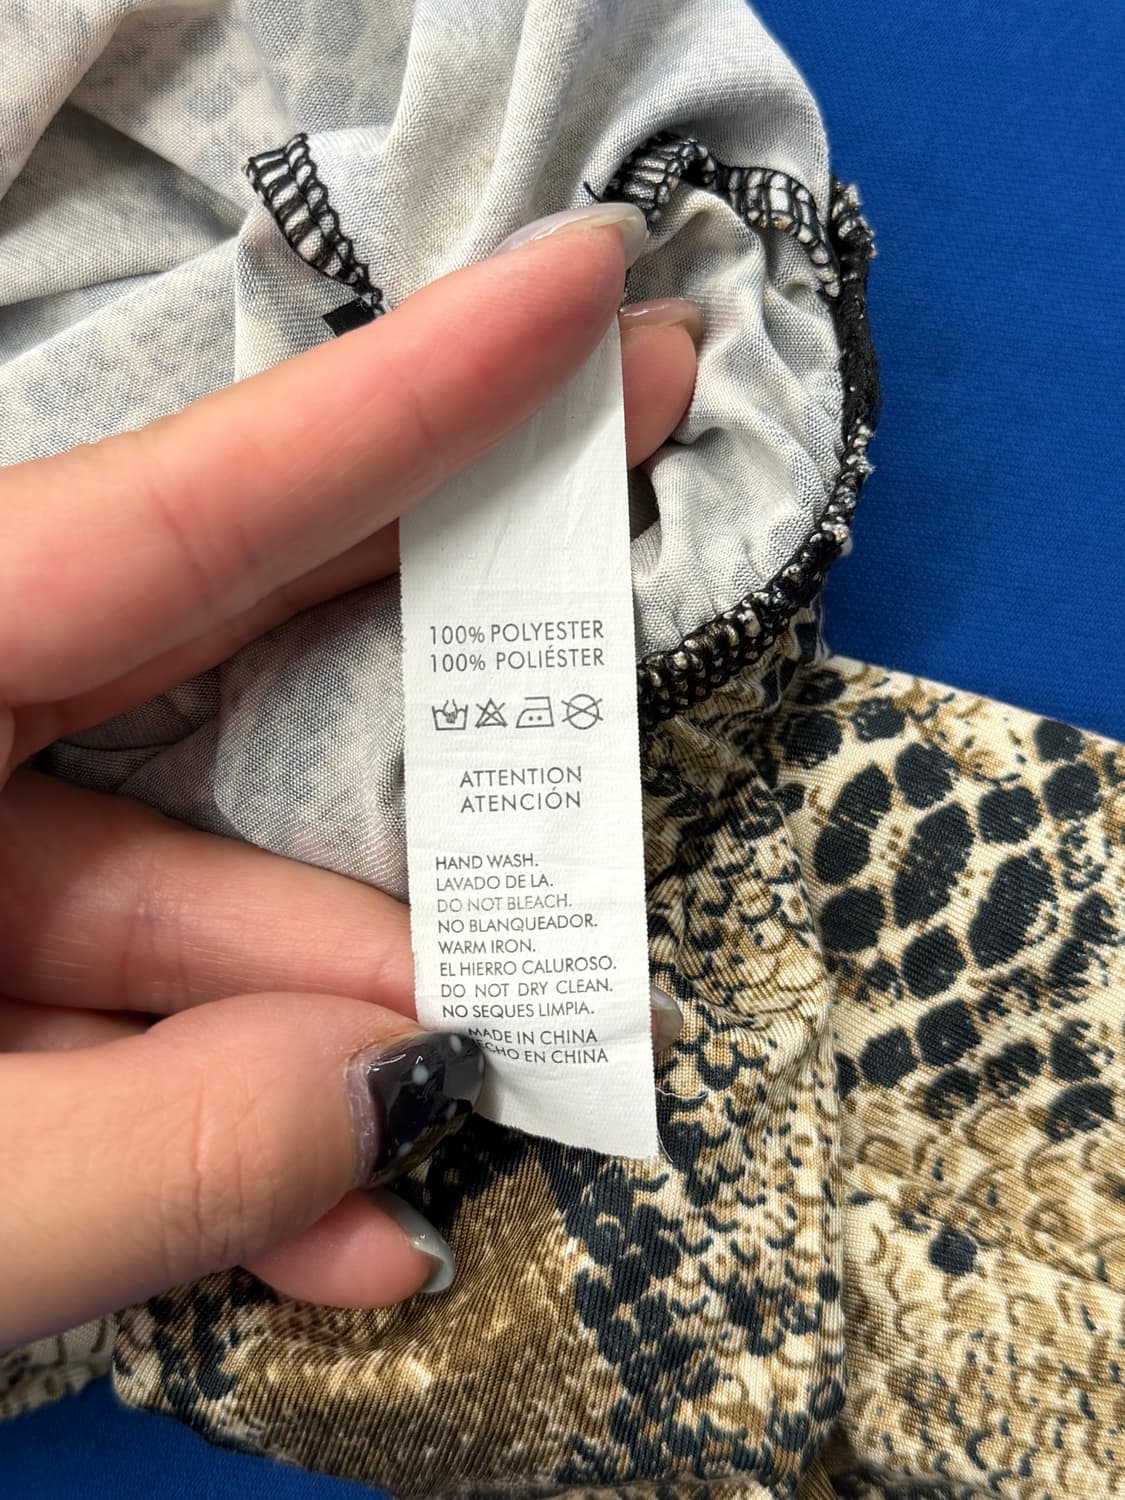 100% POLYESTER
100% POLIÉSTER
ATTENTION
ATENCIÓN
HAND WASH.
LAVADO DE LA.
DO NOT BLEACH.
NO BLANQUEADOR.
WARM IRON.
EL HIERRO CALUROSO.
DO NOT DRY CLEAN.
NO SEQUES LIMPIA.
MADE IN CHINA
ECHO EN CHINA